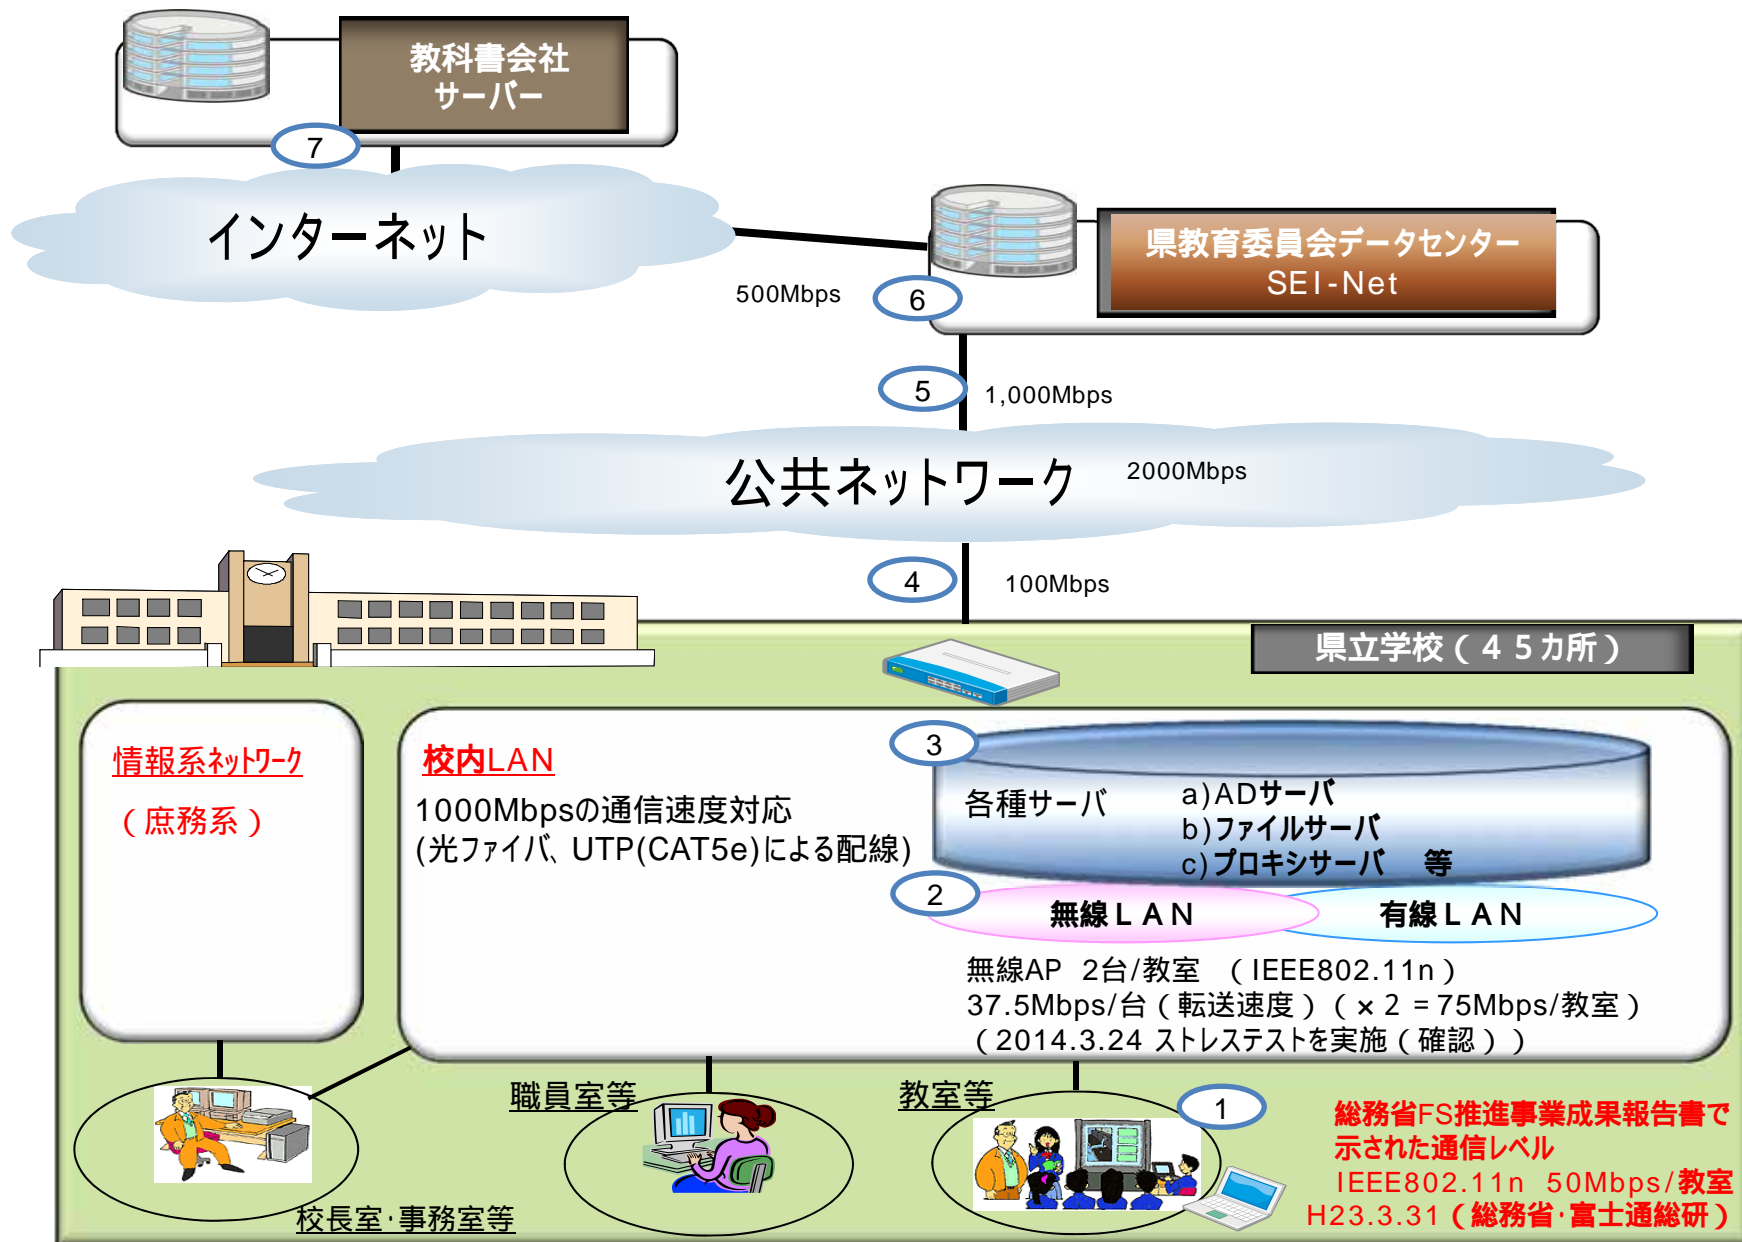 教科書会社
サーバー
7
インターネット
県教育委員会データセンター
SEI-Net
500Mbps
6
5
1,000Mbps
公共ネットワーク
2000Mbps
4
100Mbps
県立学校(45カ所)
情報系ネットワーク
(庶務系)
校内LAN
1000Mbpsの通信速度対応
(光ファイバ、UTP(CAT5e)による配線)
3
各種サーバ
a)ADサーバ
b)ファイルサーバ
c)プロキシサーバ 等
2
無線LAN
有線LAN
無線AP 2台/教室 (IEEE802.11n)
37.5Mbps/台(転送速度)(×2=75Mbps/教室)
(2014.3.24 ストレステストを実施(確認))
職員室等
教室等
1
校長室・事務室等
総務省FS推進事業成果報告書で
示された通信レベル
IEEE802.11n 50Mbps/教室
H23.3.31(総務省・富士通総研)